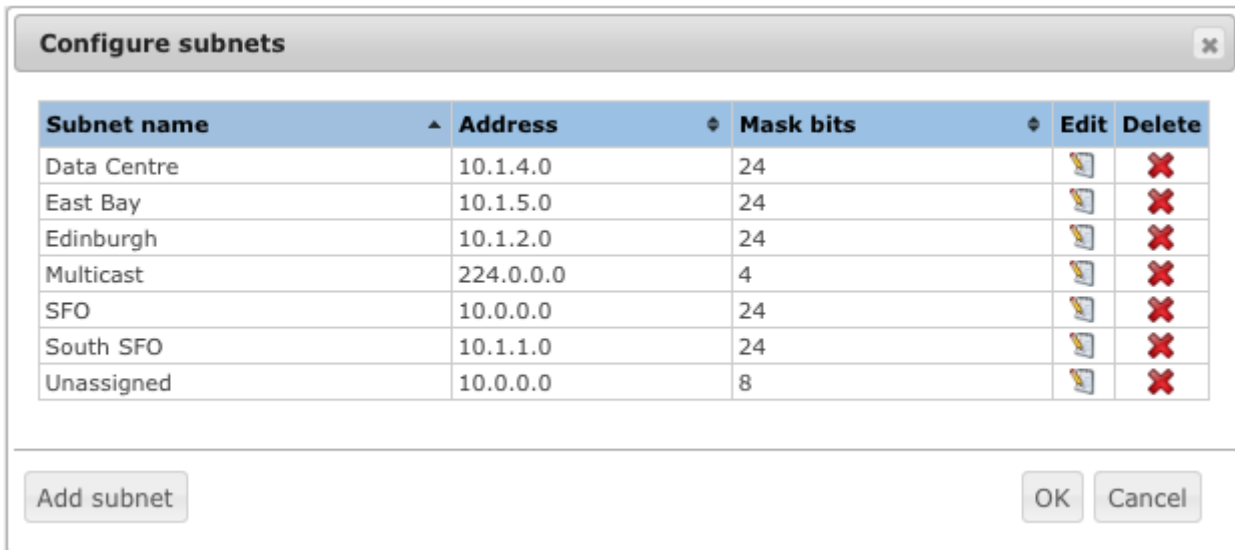 Configure subnets
Subnet name Address Mask bits Edit Delete
Data Centre 10.1.4.0 24
East Bay 10.1.5.0 24
Edinburgh 10.1.2.0 24
Multicast 224.0.0.0 4
SFO 10.0.0.0 24
South SFO 10.1.1.0 24
Unassigned 10.0.0.0 8
Add subnet OK Cancel